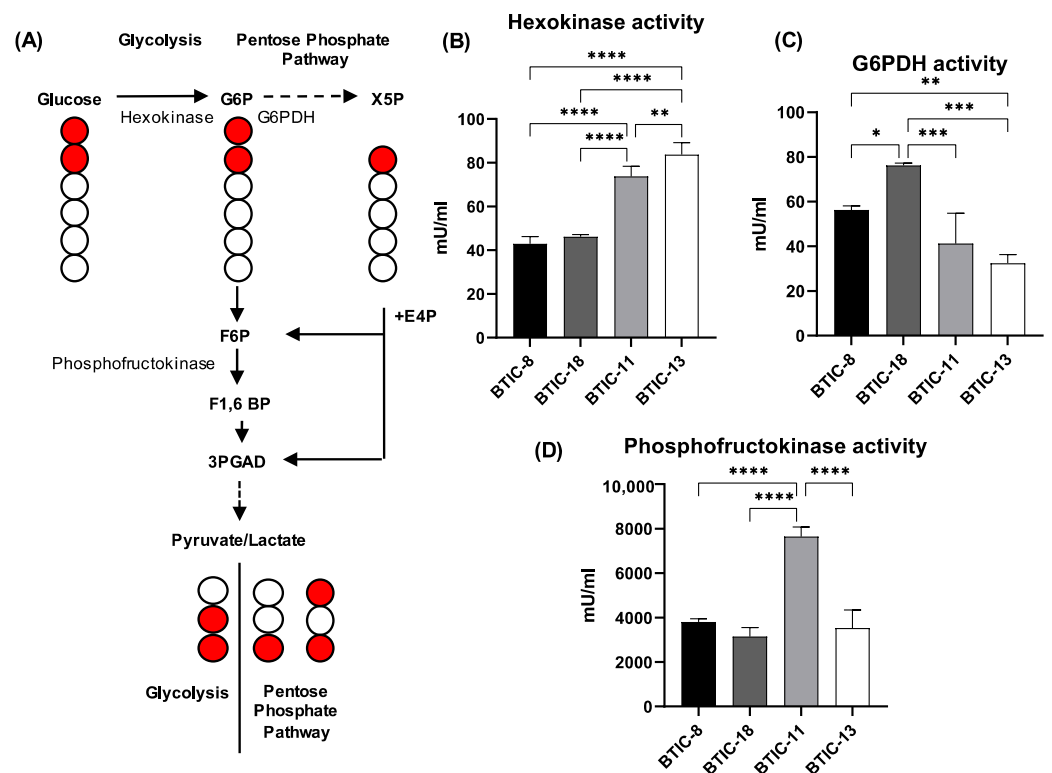 (A)
Glycolysis
Pentose Phosphate
Pathway
Glucose
G6P
X5P
Hexokinase
G6PDH
+E4P
F6P
Phosphofructokinase
F1,6 BP
3PGAD
Pyruvate/Lactate
Glycolysis
Pentose
Phosphate
Pathway
(B)
Hexokinase activity
****
****
****
**
****
100
80
60
40
20
0
mU/ml
BTIC-8
BTIC-18
BTIC-11
BTIC-13
(C)
G6PDH activity
**
***
*
***
100
80
60
40
20
0
mU/ml
BTIC-8
BTIC-18
BTIC-11
BTIC-13
(D)
Phosphofructokinase activity
****
****
****
10,000
8000
6000
4000
2000
0
mU/ml
BTIC-8
BTIC-18
BTIC-11
BTIC-13